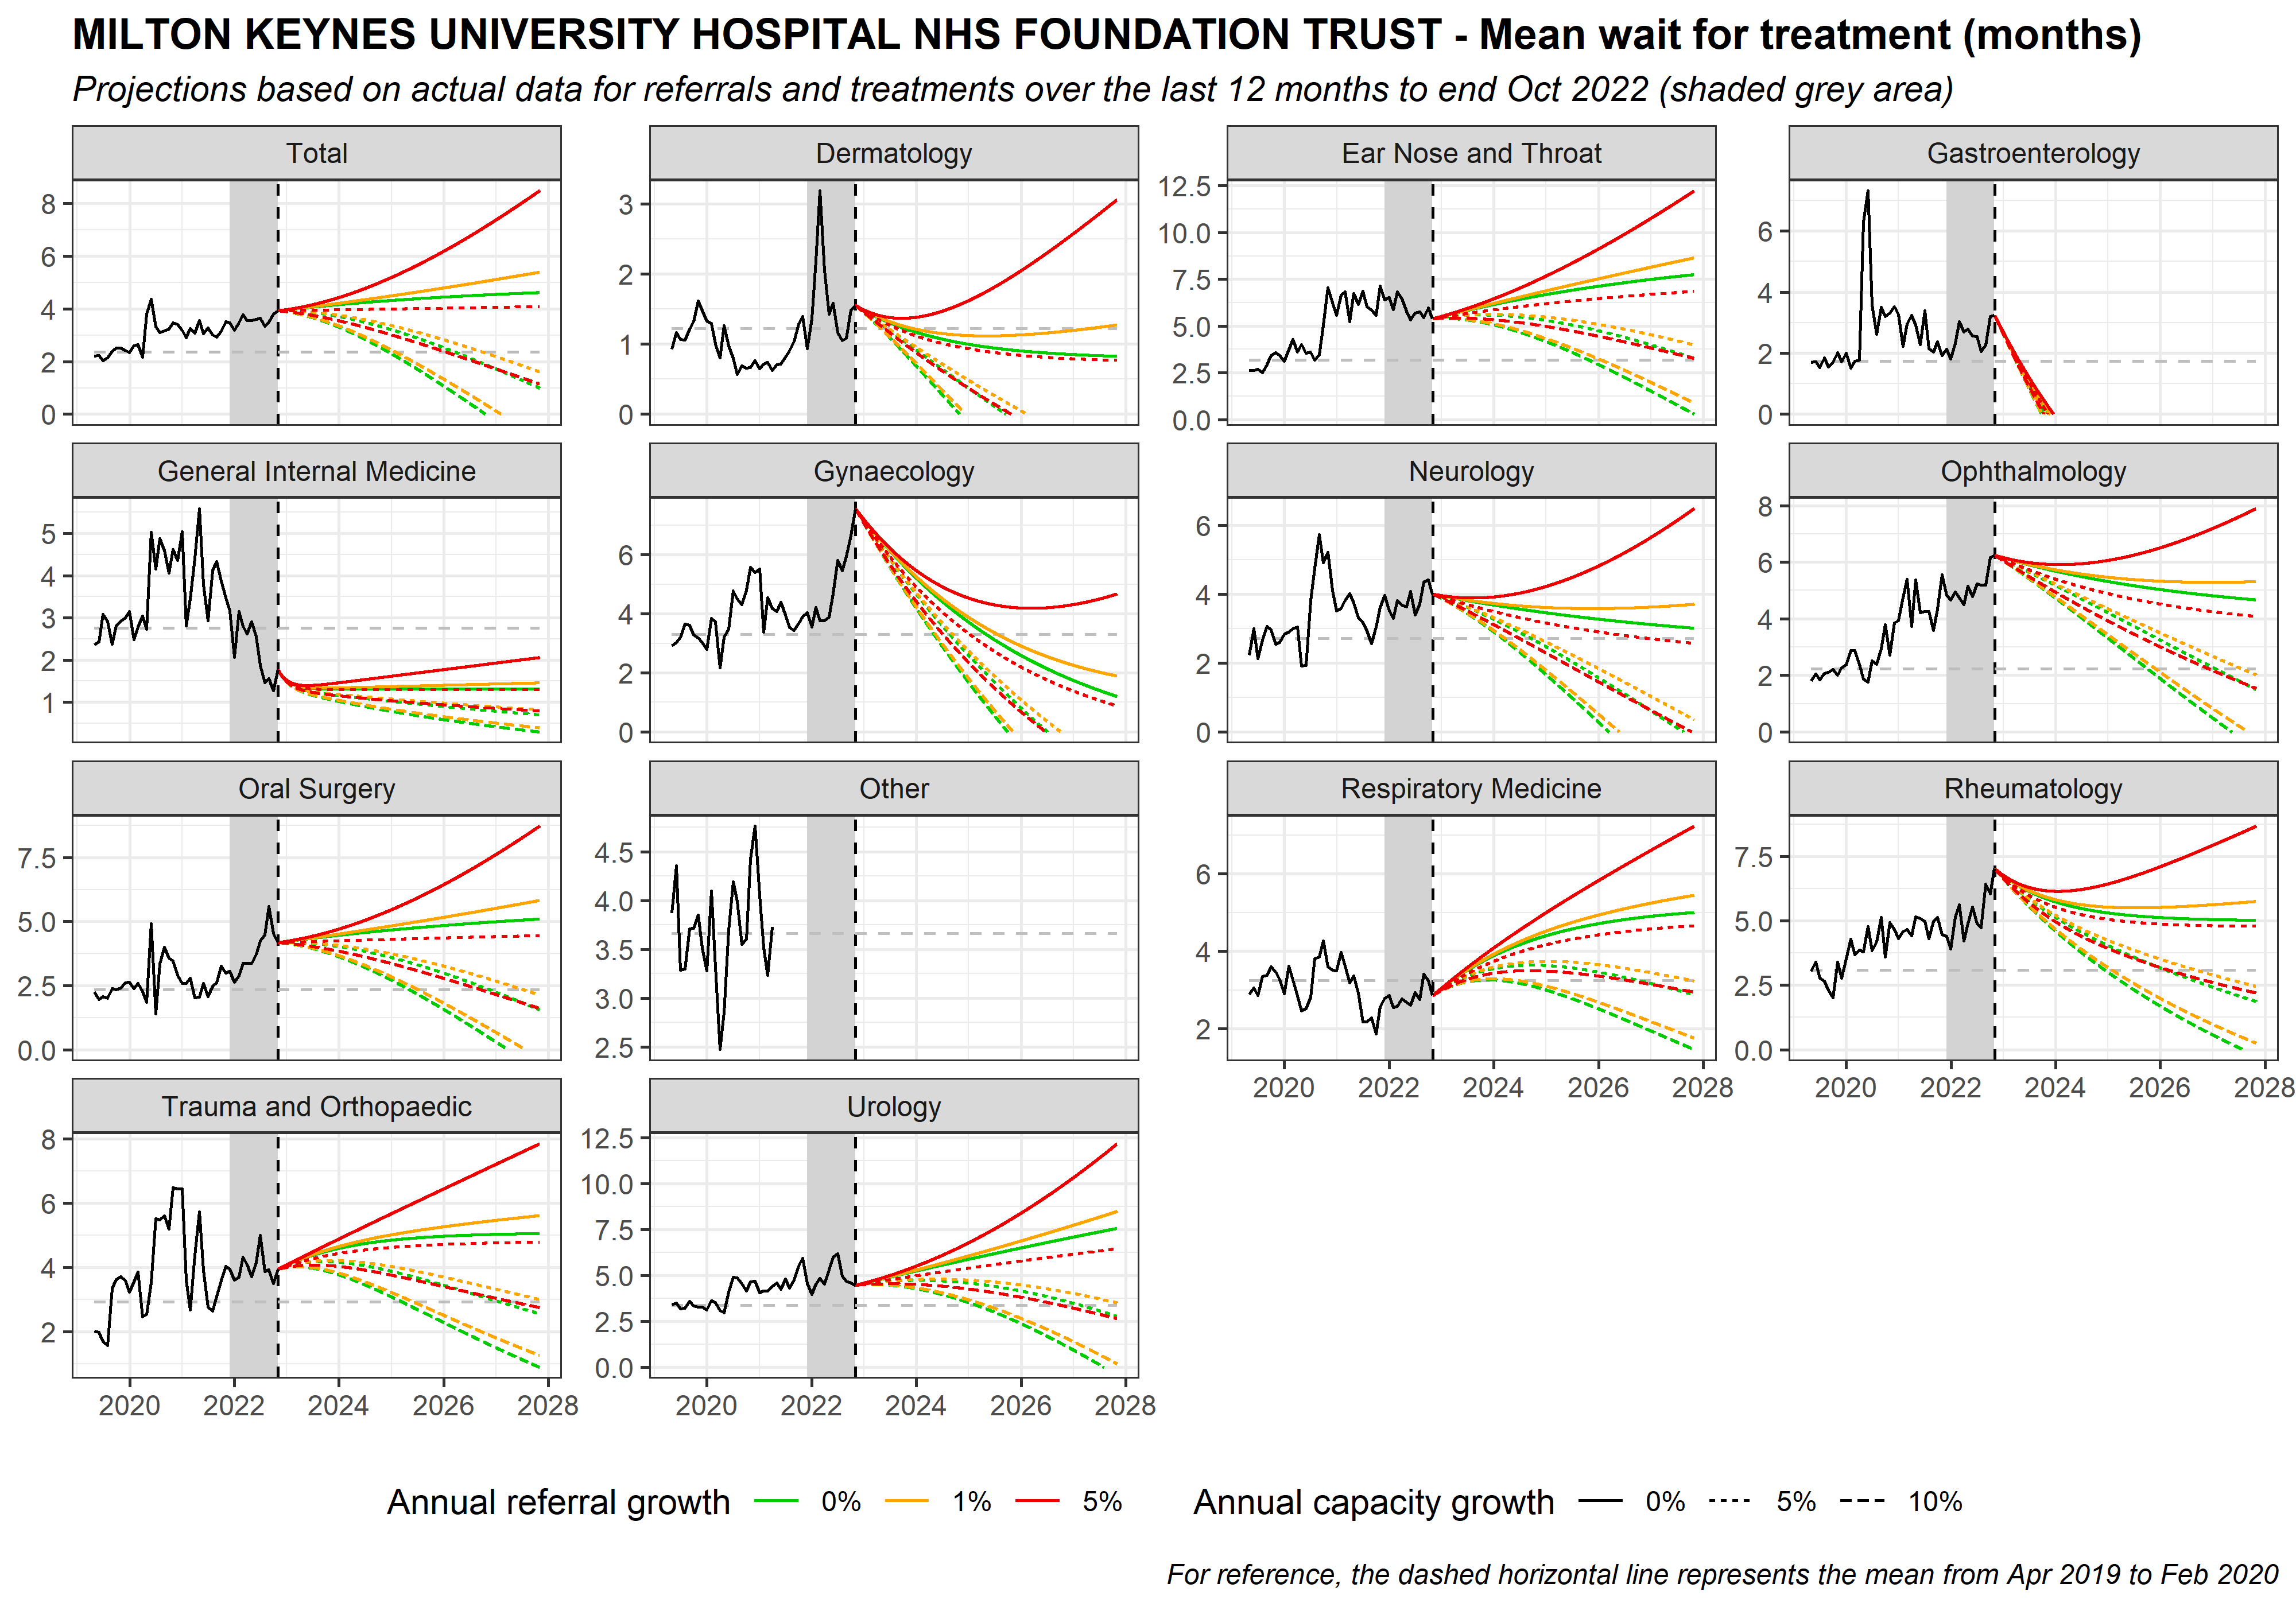 MILTON KEYNES UNIVERSITY HOSPITAL NHS FOUNDATION TRUST - Mean wait for treatment (months)
Projections based on actual data for referrals and treatments over the last 12 months to end Oct 2022 (shaded grey area)
Total
8
6
4
2
0
Dermatology
3
2
1
0
Ear Nose and Throat
12.5
10.0
7.5
5.0
2.5
0.0
Gastroenterology
6
4
2
0
General Internal Medicine
5
4
3
2
1
Gynaecology
6
4
2
0
Neurology
6
4
2
0
Ophthalmology
8
6
4
2
0
Oral Surgery
7.5
5.0
2.5
0.0
Other
4.5
4.0
3.5
3.0
2.5
Respiratory Medicine
6
4
2
2020 2022 2024 2026 2028
Rheumatology
7.5
5.0
2.5
0.0
2020 2022 2024 2026 2028
Trauma and Orthopaedic
8
6
4
2
2020 2022 2024 2026 2028
Urology
12.5
10.0
7.5
5.0
2.5
0.0
2020 2022 2024 2026 2028
Annual referral growth 0% 1% 5%
Annual capacity growth 0% 5% 10%
For reference, the dashed horizontal line represents the mean from Apr 2019 to Feb 2020